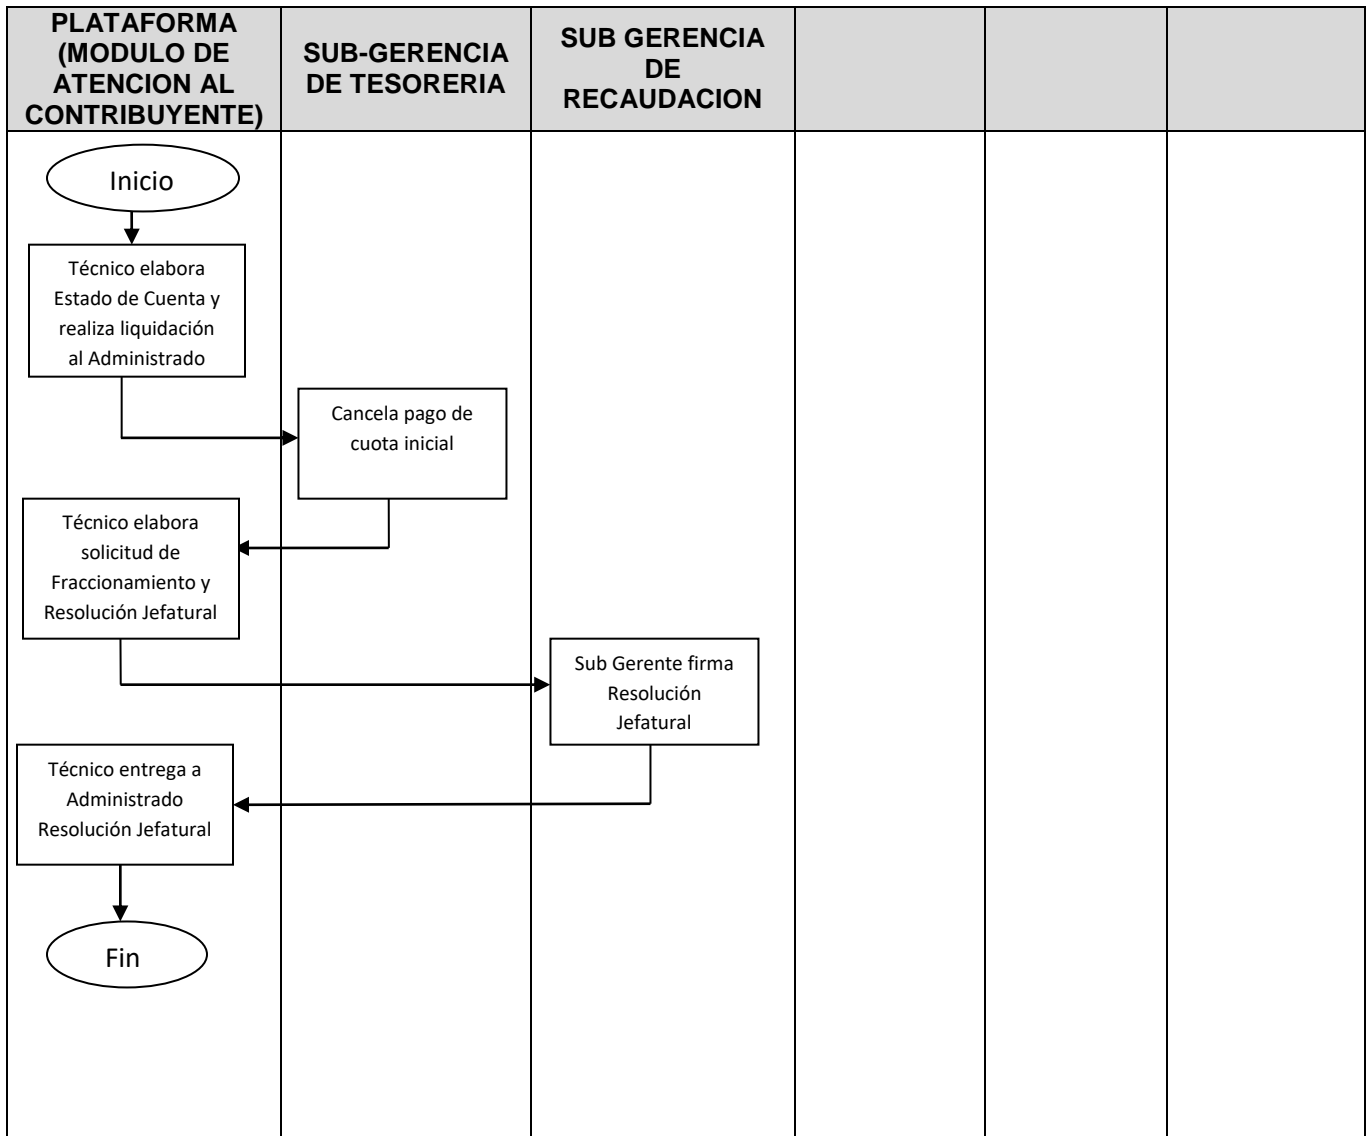 PLATAFORMA
(MODULO DE
ATENCION AL
CONTRIBUYENTE)
SUB-GERENCIA
DE TESORERIA
SUB GERENCIA
DE
RECAUDACION
Inicio
Técnico elabora
Estado de Cuenta y
realiza liquidación
al Administrado
Cancela pago de
cuota inicial
Técnico elabora
solicitud de
Fraccionamiento y
Resolución Jefatural
Sub Gerente firma
Resolución
Jefatural
Técnico entrega a
Administrado
Resolución Jefatural
Fin